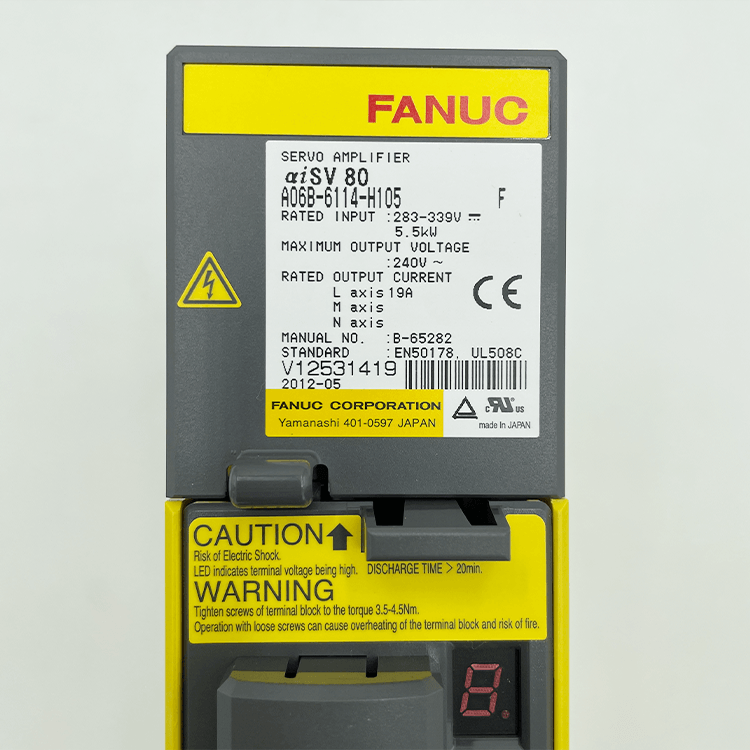 FANUC
SERVO AMPLIFIER
αiSV 80
A06B-6114-H105 F
RATED INPUT :283-339V ⎓
5.5kW
MAXIMUM OUTPUT VOLTAGE
:240V ~
RATED OUTPUT CURRENT
L axis 19A
M axis
N axis
CE
MANUAL NO. :B-65282
STANDARD :EN50178, UL508C
V12531419
2012-05
FANUC CORPORATION
Yamanashi 401-0597 JAPAN
c RU us
made In JAPAN
CAUTION
Risk of Electric Shock.
LED indicates terminal voltage being high. DISCHARGE TIME > 20min.
WARNING
Tighten screws of terminal block to the torque 3.5-4.5Nm.
Operation with loose screws can cause overheating of the terminal block and risk of fire.
8.